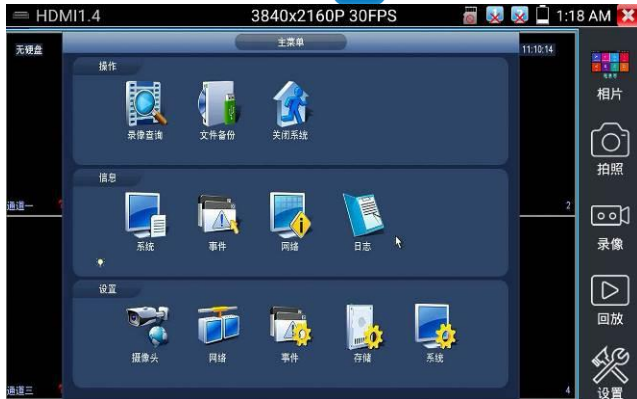 HDMI1.4 3840x2160P 30FPS 1:18 AM
无硬盘 主菜单 11:10:14
操作
录像查询 文件备份 关闭系统
相片
拍照
信息
通道一 2
系统 事件 网络 日志
录像
设置
回放
摄像头 网络 事件 存储 系统
通道三 4
设置